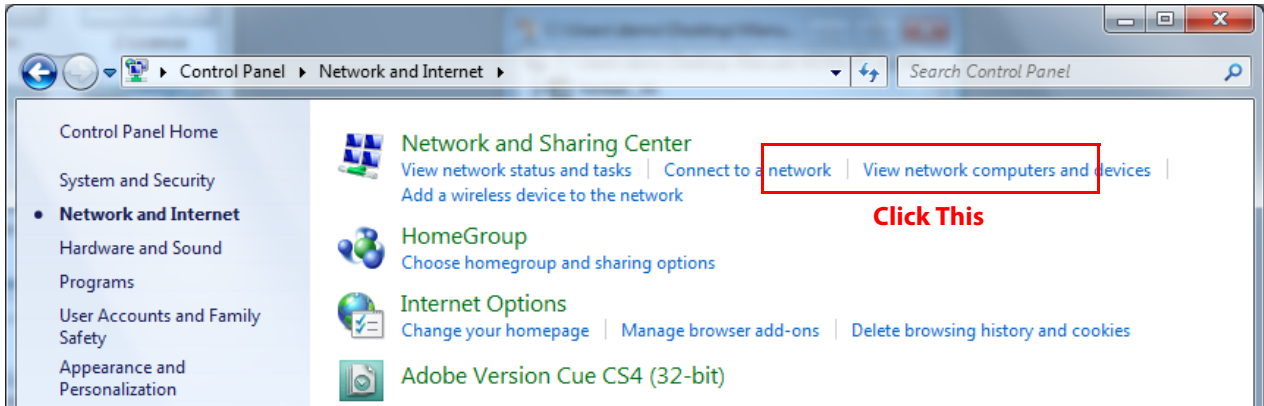 Control Panel Network and Internet
Search Control Panel
Control Panel Home
System and Security
Network and Internet
Hardware and Sound
Programs
User Accounts and Family
Safety
Appearance and
Personalization
Network and Sharing Center
View network status and tasks Connect to a network View network computers and devices
Add a wireless device to the network
Click This
HomeGroup
Choose homegroup and sharing options
Internet Options
Change your homepage Manage browser add-ons Delete browsing history and cookies
Adobe Version Cue CS4 (32-bit)